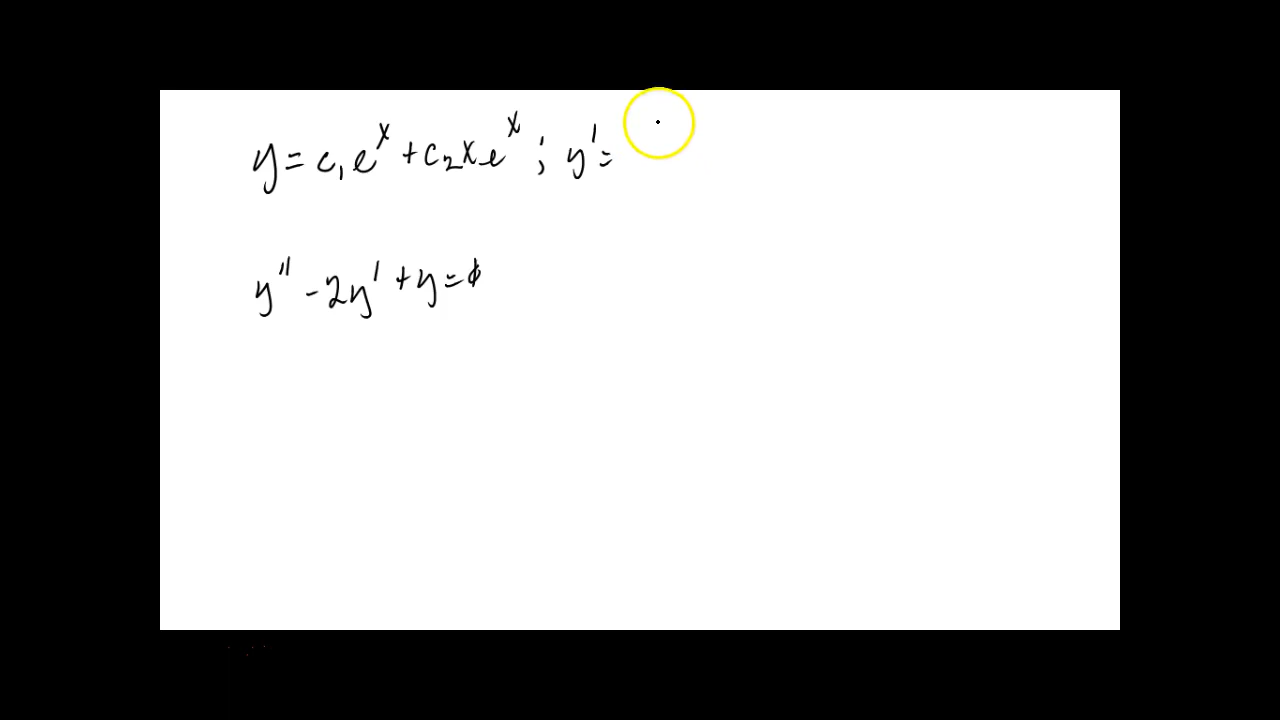 y = c₁eˣ + c₂xeˣ ; y' =
y'' - 2y' + y = 0